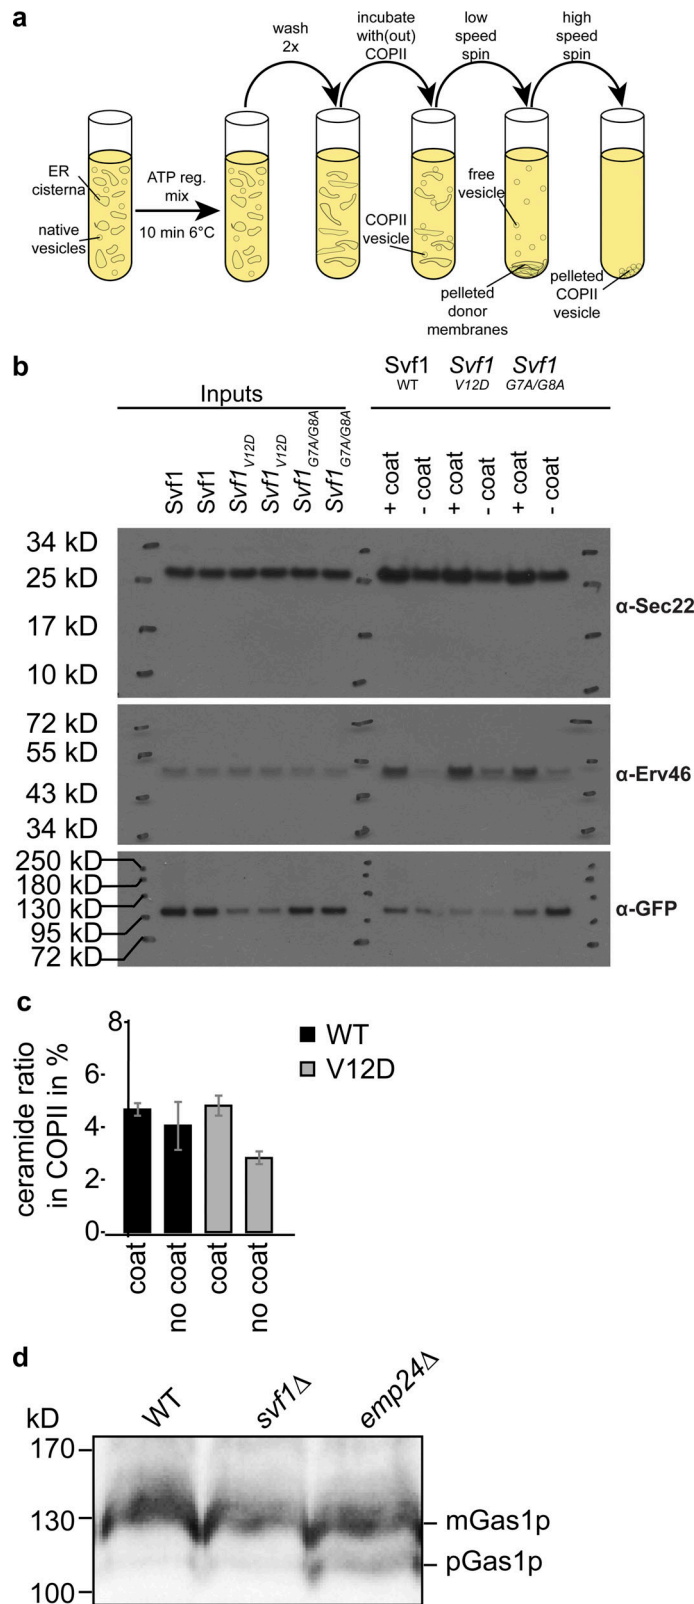 a
wash
2x
incubate
with(out)
COPII
low
speed
spin
high
speed
spin
ER
cisterna
native
vesicles
ATP reg.
mix
10 min 6°C
COPII
vesicle
free
vesicle
pelleted
donor
membranes
pelleted
COPII
vesicle
b
Inputs
Svf1
WT
Svf1
V12D
Svf1
G7A/G8A
Svf1
Svf1
Svf1V12D
Svf1V12D
Svf1G7A/G8A
Svf1G7A/G8A
+ coat
- coat
+ coat
- coat
+ coat
- coat
34 kD
25 kD
17 kD
10 kD
α-Sec22
72 kD
55 kD
43 kD
34 kD
α-Erv46
250 kD
180 kD
130 kD
95 kD
72 kD
α-GFP
c
ceramide ratio
in COPII in %
8
6
4
2
0
coat
no coat
coat
no coat
WT
V12D
d
kD
WT
svf1Δ
emp24Δ
170
130
100
mGas1p
pGas1p